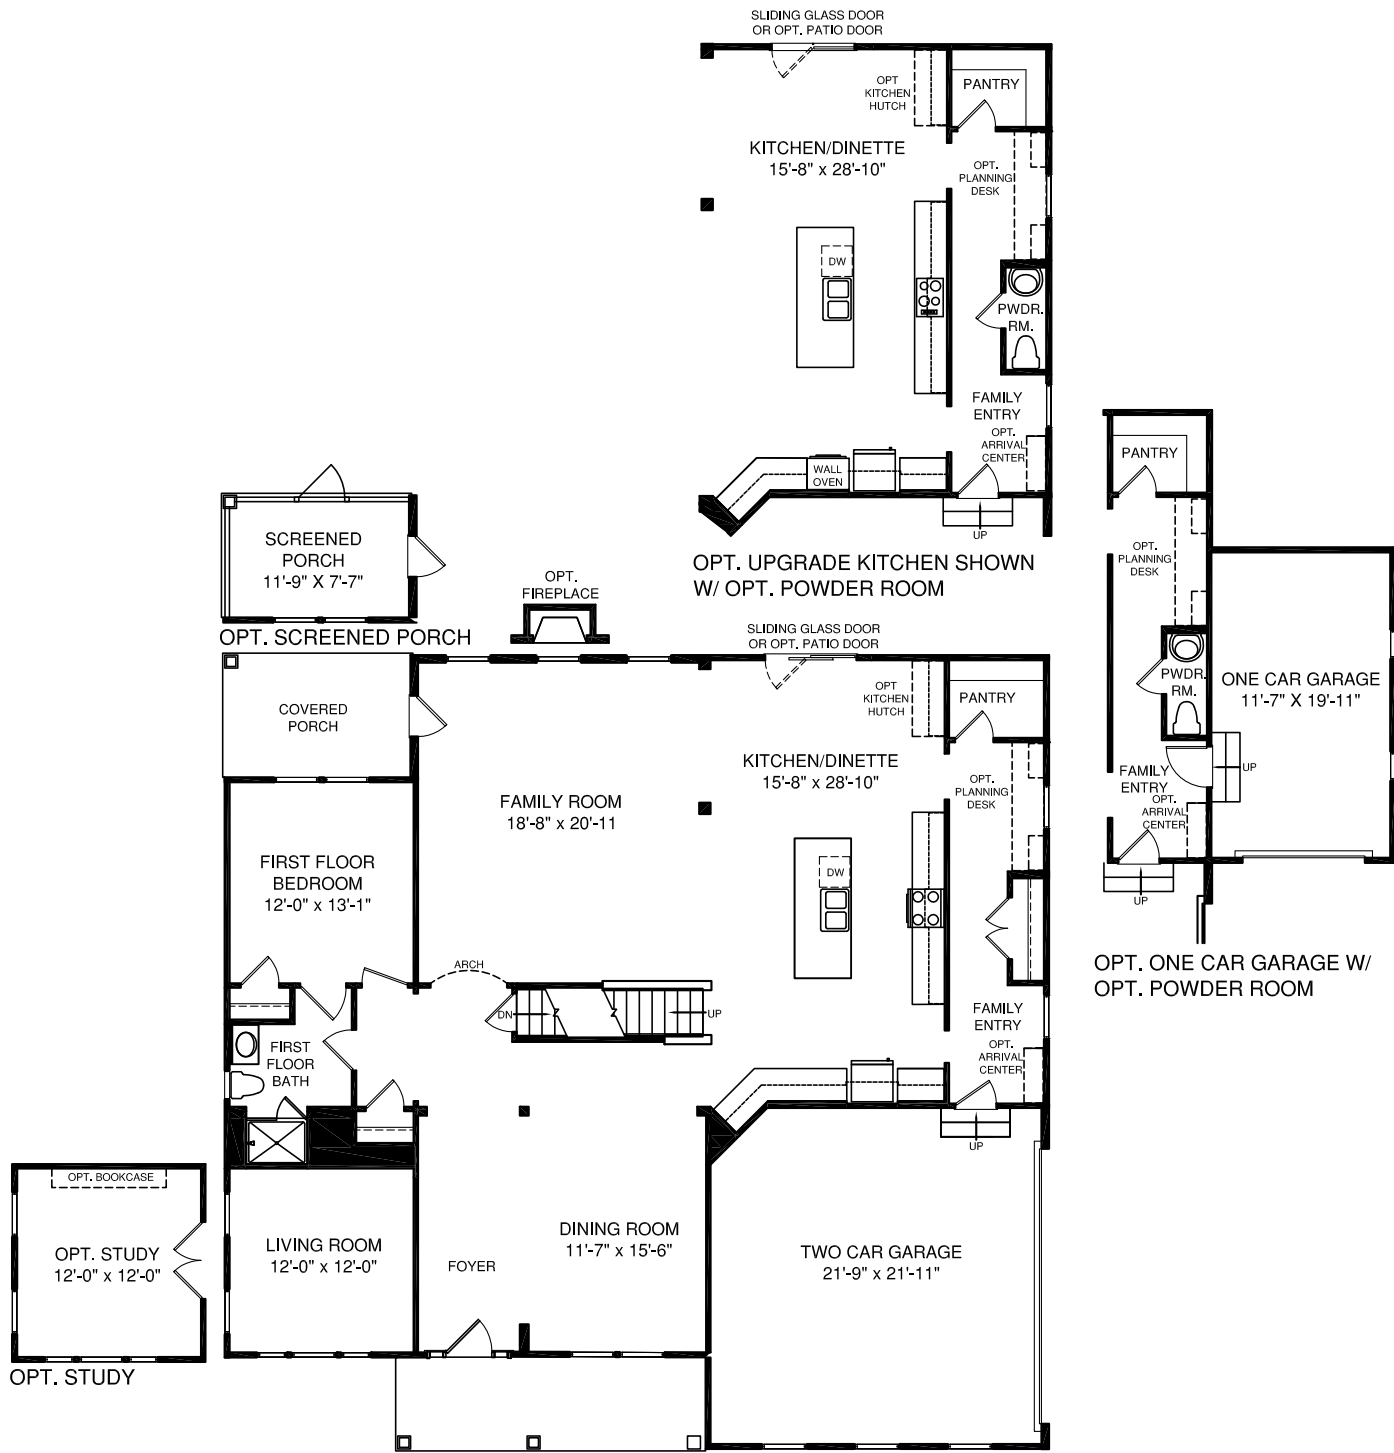 SLIDING GLASS DOOR
OR OPT. PATIO DOOR
OPT
KITCHEN
HUTCH
PANTRY
KITCHEN/DINETTE
15'-8" x 28'-10"
OPT.
PLANNING
DESK
DW
PWDR.
RM.
FAMILY
ENTRY
OPT.
ARRIVAL
CENTER
WALL
OVEN
UP
OPT. UPGRADE KITCHEN SHOWN
W/ OPT. POWDER ROOM
PANTRY
OPT.
PLANNING
DESK
PWDR.
RM.
ONE CAR GARAGE
11'-7" X 19'-11"
UP
FAMILY
ENTRY
OPT.
ARRIVAL
CENTER
UP
OPT. ONE CAR GARAGE W/
OPT. POWDER ROOM
SCREENED
PORCH
11'-9" X 7'-7"
OPT. SCREENED PORCH
OPT.
FIREPLACE
SLIDING GLASS DOOR
OR OPT. PATIO DOOR
COVERED
PORCH
OPT
KITCHEN
HUTCH
PANTRY
KITCHEN/DINETTE
15'-8" x 28'-10"
OPT.
PLANNING
DESK
FAMILY ROOM
18'-8" x 20'-11
FIRST FLOOR
BEDROOM
12'-0" x 13'-1"
DW
ARCH
DN
UP
FAMILY
ENTRY
OPT.
ARRIVAL
CENTER
FIRST
FLOOR
BATH
UP
OPT. BOOKCASE
OPT. STUDY
12'-0" x 12'-0"
OPT. STUDY
LIVING ROOM
12'-0" x 12'-0"
FOYER
DINING ROOM
11'-7" x 15'-6"
TWO CAR GARAGE
21'-9" x 21'-11"